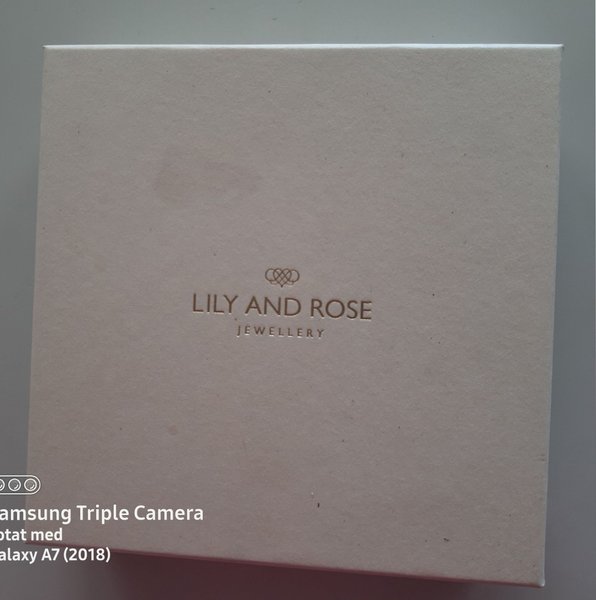 LILY AND ROSE
JEWELLERY
amsung Triple Camera
otat med
alaxy A7 (2018)